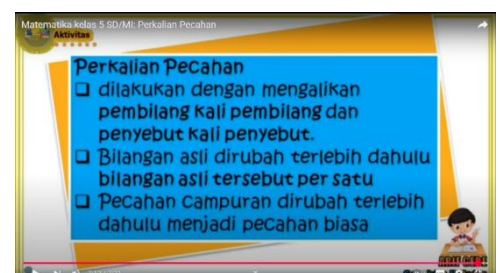 Matematika kelas 5 SD/MI: Perkalian Pecahan
Aktivitas
Perkalian Pecahan
dilakukan dengan mengalikan
pembilang kali pembilang dan
penyebut kali penyebut.
Bilangan asli dirubah terlebih dahulu
bilangan asli tersebut per satu
Pecahan campuran dirubah terlebih
dahulu menjadi pecahan biasa